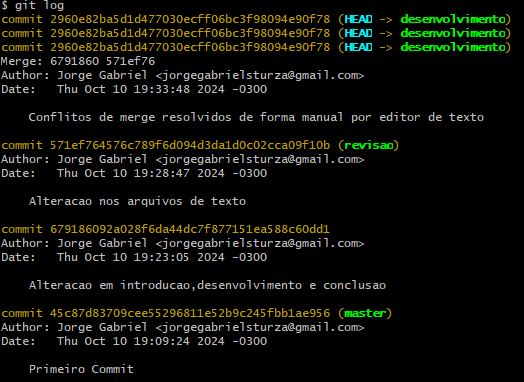 $ git log
commit 2960e82ba5d1d477030ecff06bc3f98094e90f78 (HEAD -> desenvolvimento)
commit 2960e82ba5d1d477030ecff06bc3f98094e90f78 (HEAD -> desenvolvimento)
commit 2960e82ba5d1d477030ecff06bc3f98094e90f78 (HEAD -> desenvolvimento)
Merge: 6791860 571ef76
Author: Jorge Gabriel <jorgegabrielsturza@gmail.com>
Date:   Thu Oct 10 19:33:48 2024 -0300
Conflitos de merge resolvidos de forma manual por editor de texto
commit 571ef764576c789f6d094d3da1d0c02cca09f10b (revisao)
Author: Jorge Gabriel <jorgegabrielsturza@gmail.com>
Date:   Thu Oct 10 19:28:47 2024 -0300
Alteracao nos arquivos de texto
commit 679186092a028f6da44dc7f877151ea588c60dd1
Author: Jorge Gabriel <jorgegabrielsturza@gmail.com>
Date:   Thu Oct 10 19:23:05 2024 -0300
Alteracao em introducao,desenvolvimento e conclusao
commit 45c87d83709cee55296811e52b9c245fbb1ae956 (master)
Author: Jorge Gabriel <jorgegabrielsturza@gmail.com>
Date:   Thu Oct 10 19:09:24 2024 -0300
Primeiro Commit